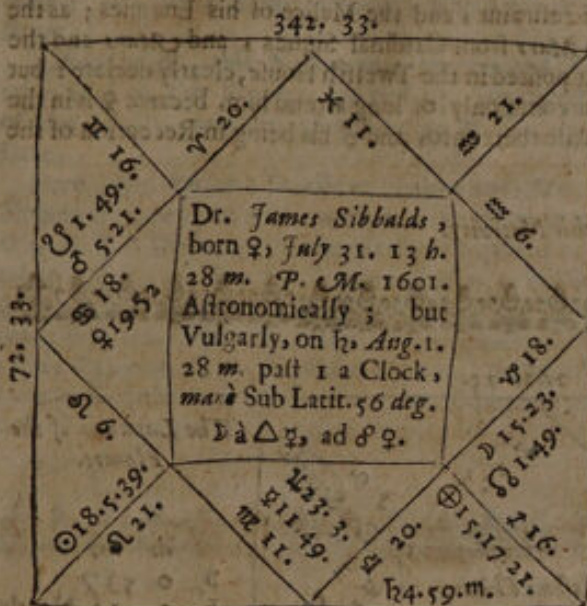 342. 33.
♈ 20.
♓ 11.
♒ 21.
♊ 16.
☋ 1. 49.
♂ 5. 21.
♒ 6.
Dr. James Sibbalds,
born ♀, July 31. 13 h.
28 m. P. M. 1601.
Aſtronomically ; but
Vulgarly, on ♄, Aug. 1.
28 m. paſt 1 a Clock,
manè Sub Latit. 56 deg.
☽ à △ ☿, ad ☍ ♀.
♋ 18.
♀ 19. 52
72. 33.
♑ 18.
☽ 15. 23.
☊ 1. 49.
♌ 6.
☉ 18. 5. 39.
♌ 21.
♃ 23. 3.
☿ 11. 49.
♍ 11.
♎ 20.
♄ 4. 59. m.
⊕ 15. 17 21.
♐ 16.